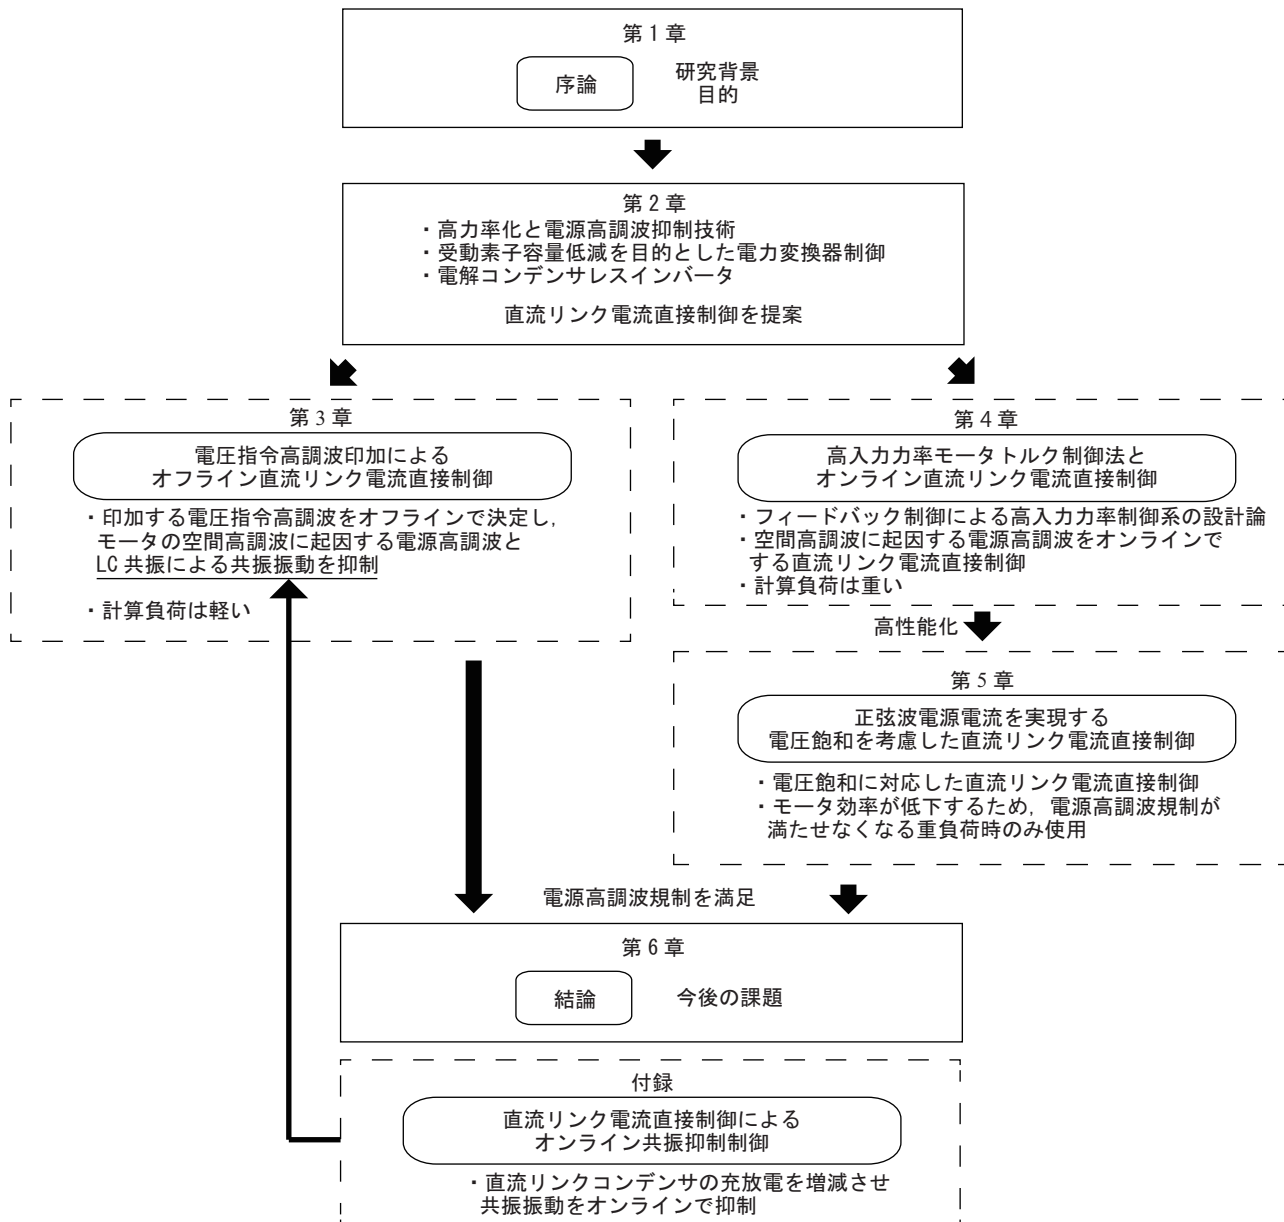 第1章
序論
研究背景
目的
第2章
・高力率化と電源高調波抑制技術
・受動素子容量低減を目的とした電力変換器制御
・電解コンデンサレスインバータ
直流リンク電流直接制御を提案
第3章
電圧指令高調波印加による
オフライン直流リンク電流直接制御
・印加する電圧指令高調波をオフラインで決定し,
モータの空間高調波に起因する電源高調波と
LC共振による共振振動を抑制
・計算負荷は軽い
第4章
高入力力率モータトルク制御法と
オンライン直流リンク電流直接制御
・フィードバック制御による高入力力率制御系の設計論
・空間高調波に起因する電源高調波をオンラインで
する直流リンク電流直接制御
・計算負荷は重い
高性能化
第5章
正弦波電源電流を実現する
電圧飽和を考慮した直流リンク電流直接制御
・電圧飽和に対応した直流リンク電流直接制御
・モータ効率が低下するため,電源高調波規制が
満たせなくなる重負荷時のみ使用
電源高調波規制を満足
第6章
結論
今後の課題
付録
直流リンク電流直接制御による
オンライン共振抑制制御
・直流リンクコンデンサの充放電を増減させ
共振振動をオンラインで抑制